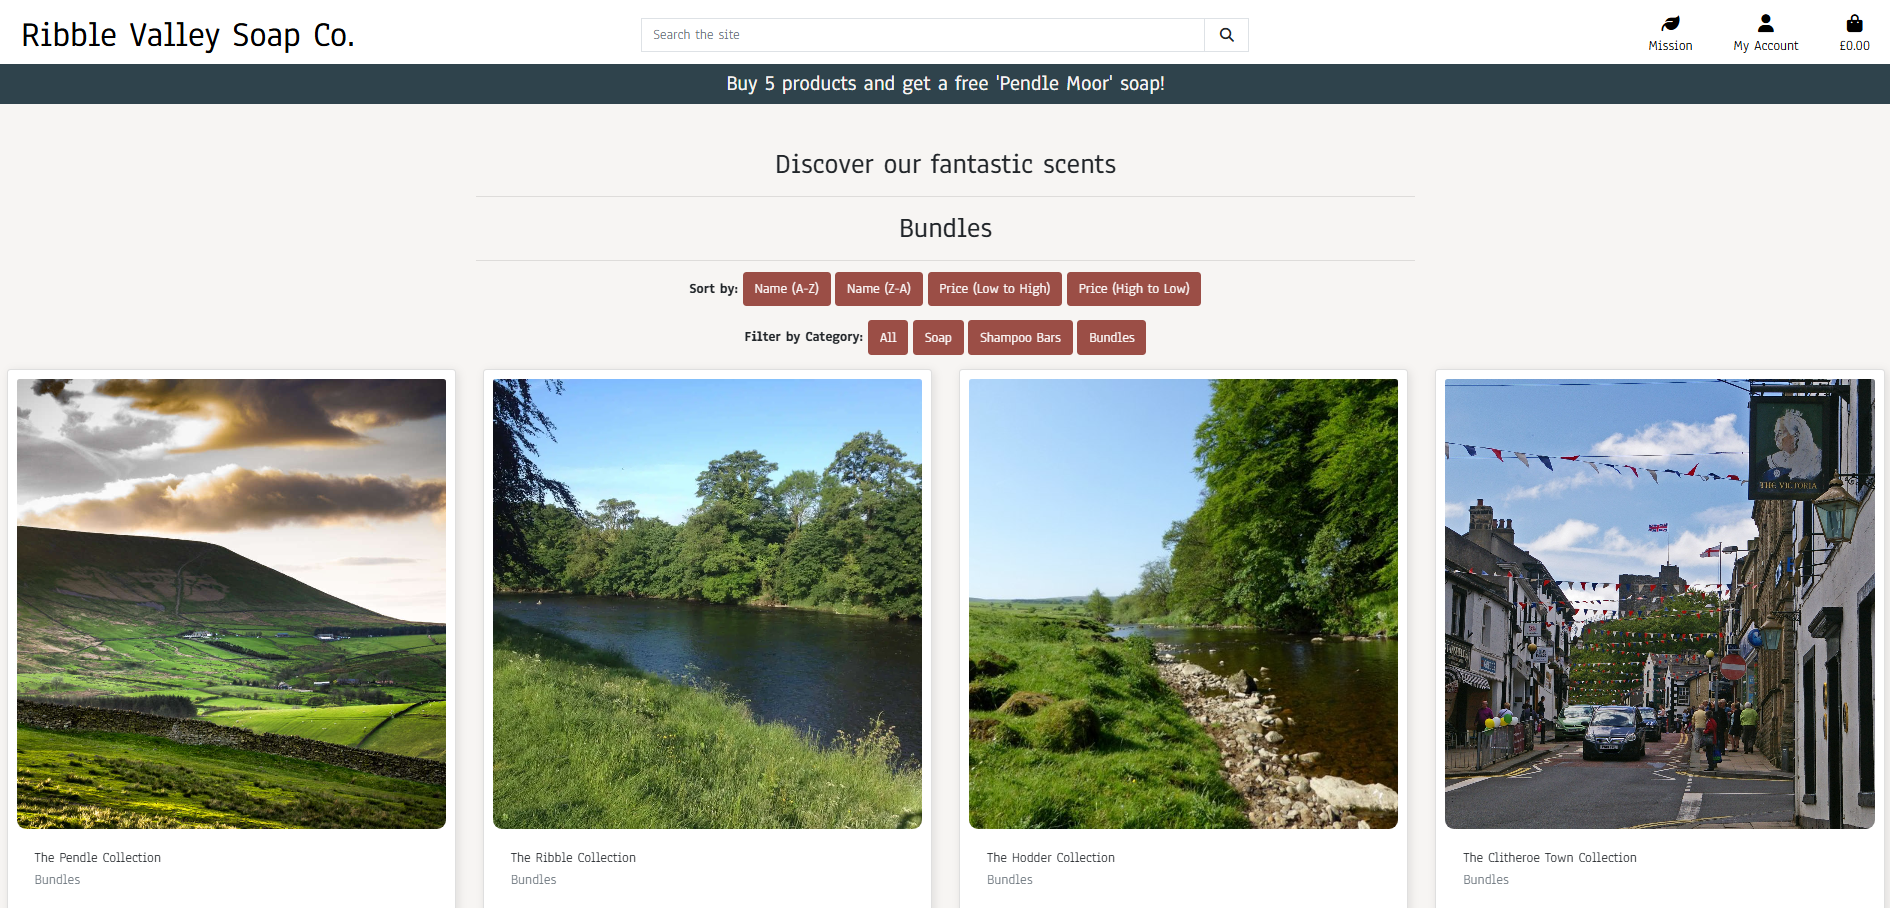 Ribble Valley Soap Co.
Search the site
Mission
My Account
£0.00
Buy 5 products and get a free 'Pendle Moor' soap!
Discover our fantastic scents
Bundles
Sort by: Name (A-Z) Name (Z-A) Price (Low to High) Price (High to Low)
Filter by Category: All Soap Shampoo Bars Bundles
THE VICTORIA
The Pendle Collection
Bundles
The Ribble Collection
Bundles
The Hodder Collection
Bundles
The Clitheroe Town Collection
Bundles